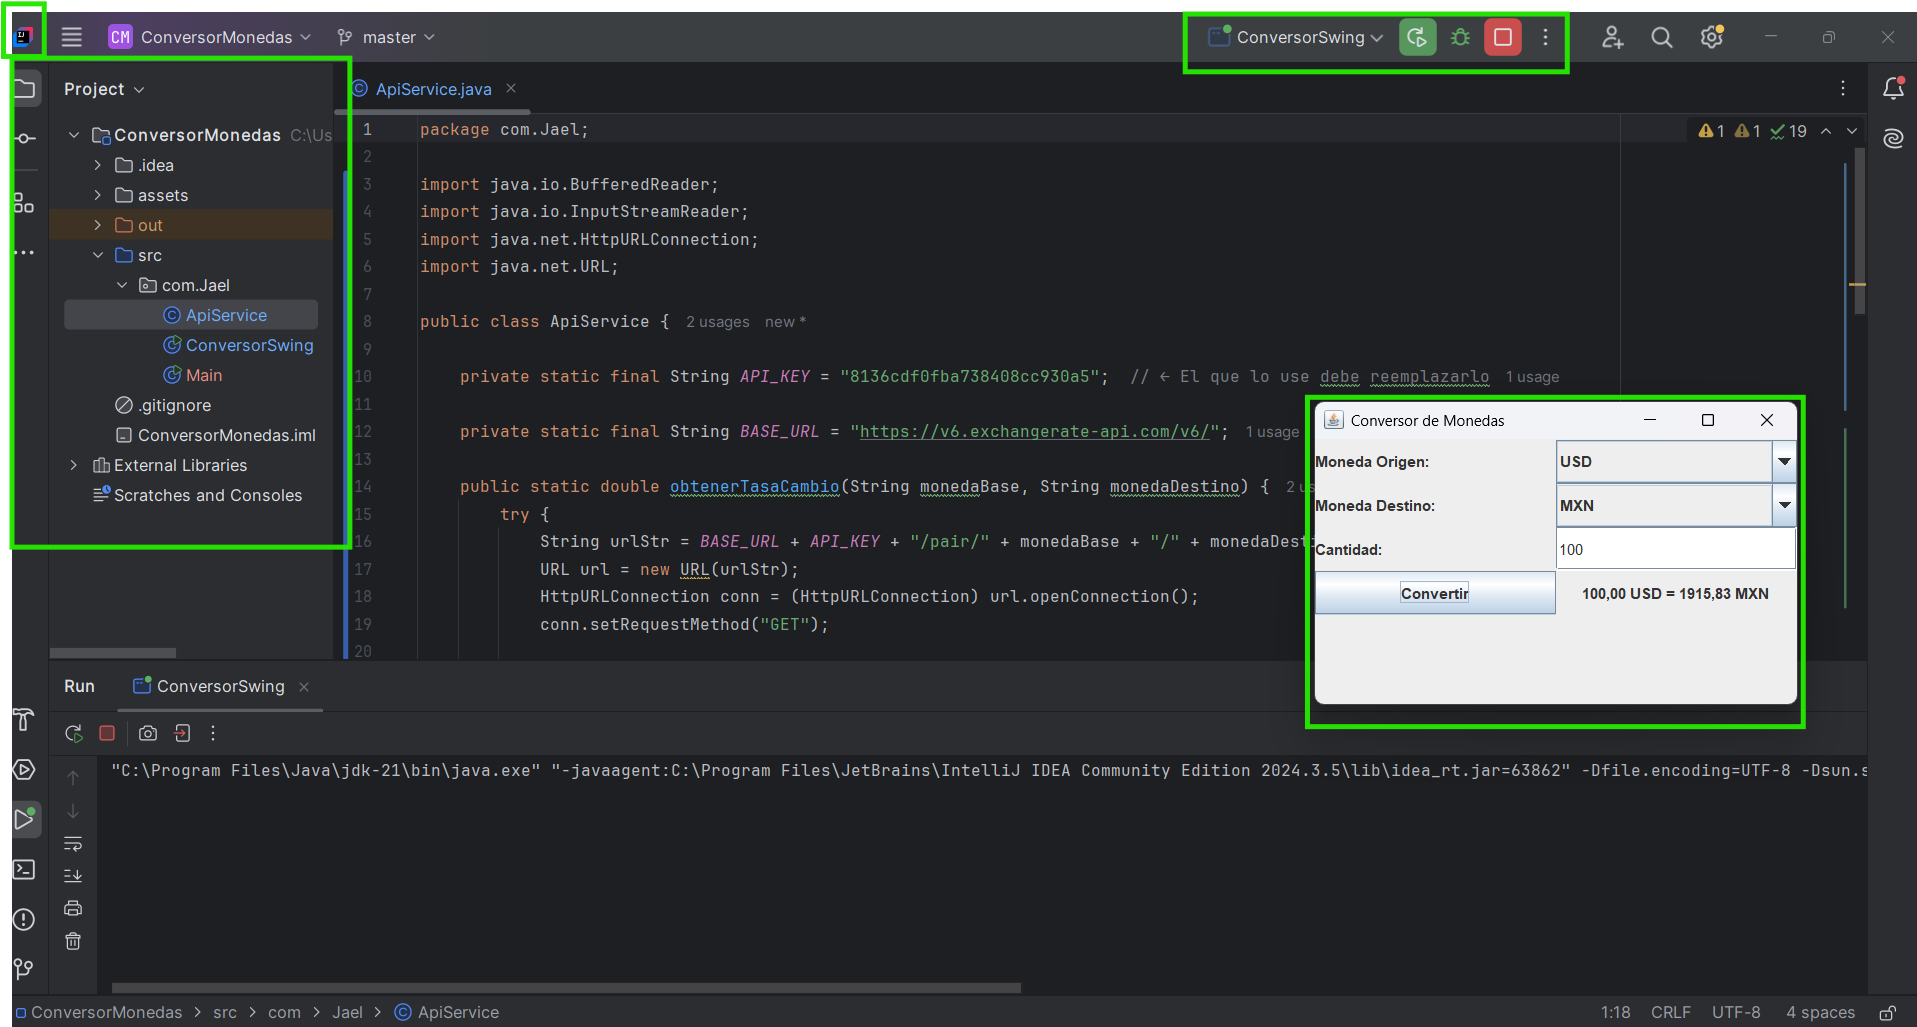 CM ConversorMonedas master
ConversorSwing
Project
ConversorMonedas C:\Us
.idea
assets
out
src
com.Jael
ApiService
ConversorSwing
Main
.gitignore
ConversorMonedas.iml
External Libraries
Scratches and Consoles
ApiService.java
1 1 19
1 package com.Jael;
2
3 import java.io.BufferedReader;
4 import java.io.InputStreamReader;
5 import java.net.HttpURLConnection;
6 import java.net.URL;
7
8 public class ApiService { 2 usages new *
9
10 private static final String API_KEY = "8136cdf0fba738408cc930a5"; // ← El que lo use debe reemplazarlo 1 usage
11
12 private static final String BASE_URL = "https://v6.exchangerate-api.com/v6/"; 1 usage
13
14 public static double obtenerTasaCambio(String monedaBase, String monedaDestino) { 2 us
15 try {
16 String urlStr = BASE_URL + API_KEY + "/pair/" + monedaBase + "/" + monedaDest
17 URL url = new URL(urlStr);
18 HttpURLConnection conn = (HttpURLConnection) url.openConnection();
19 conn.setRequestMethod("GET");
20
Conversor de Monedas
Moneda Origen: USD
Moneda Destino: MXN
Cantidad: 100
Convertir 100,00 USD = 1915,83 MXN
Run ConversorSwing
"C:\Program Files\Java\jdk-21\bin\java.exe" "-javaagent:C:\Program Files\JetBrains\IntelliJ IDEA Community Edition 2024.3.5\lib\idea_rt.jar=63862" -Dfile.encoding=UTF-8 -Dsun.s
ConversorMonedas > src > com > Jael > ApiService
1:18 CRLF UTF-8 4 spaces